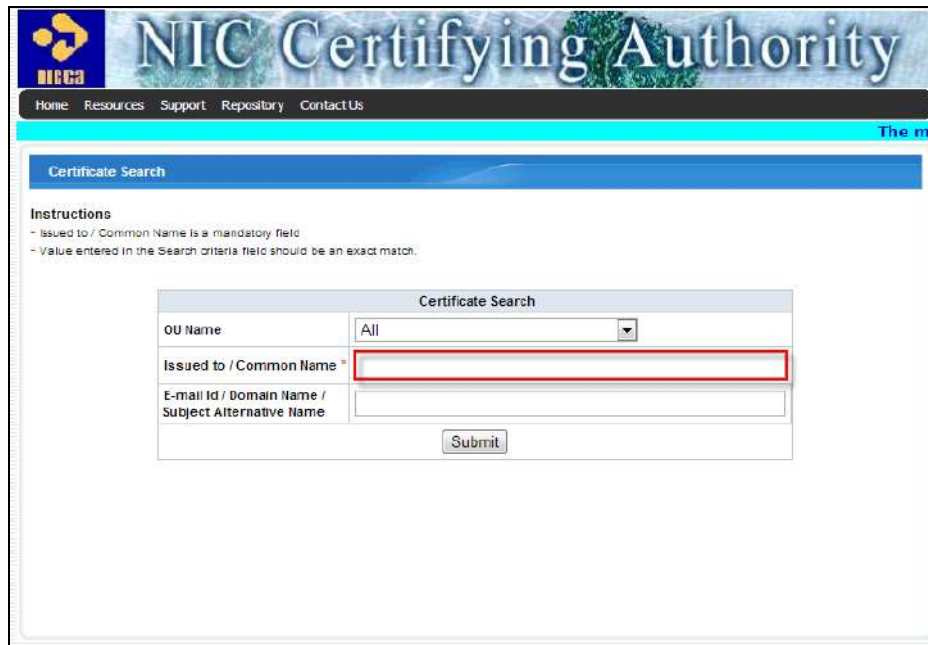 NIC Certifying Authority
nicca
Home Resources Support Repository Contact Us
The m
Certificate Search
Instructions
- Issued to / Common Name is a mandatory field
- Value entered in the Search criteria field should be an exact match.
Certificate Search
OU Name All
Issued to / Common Name *
E-mail Id / Domain Name /
Subject Alternative Name
Submit